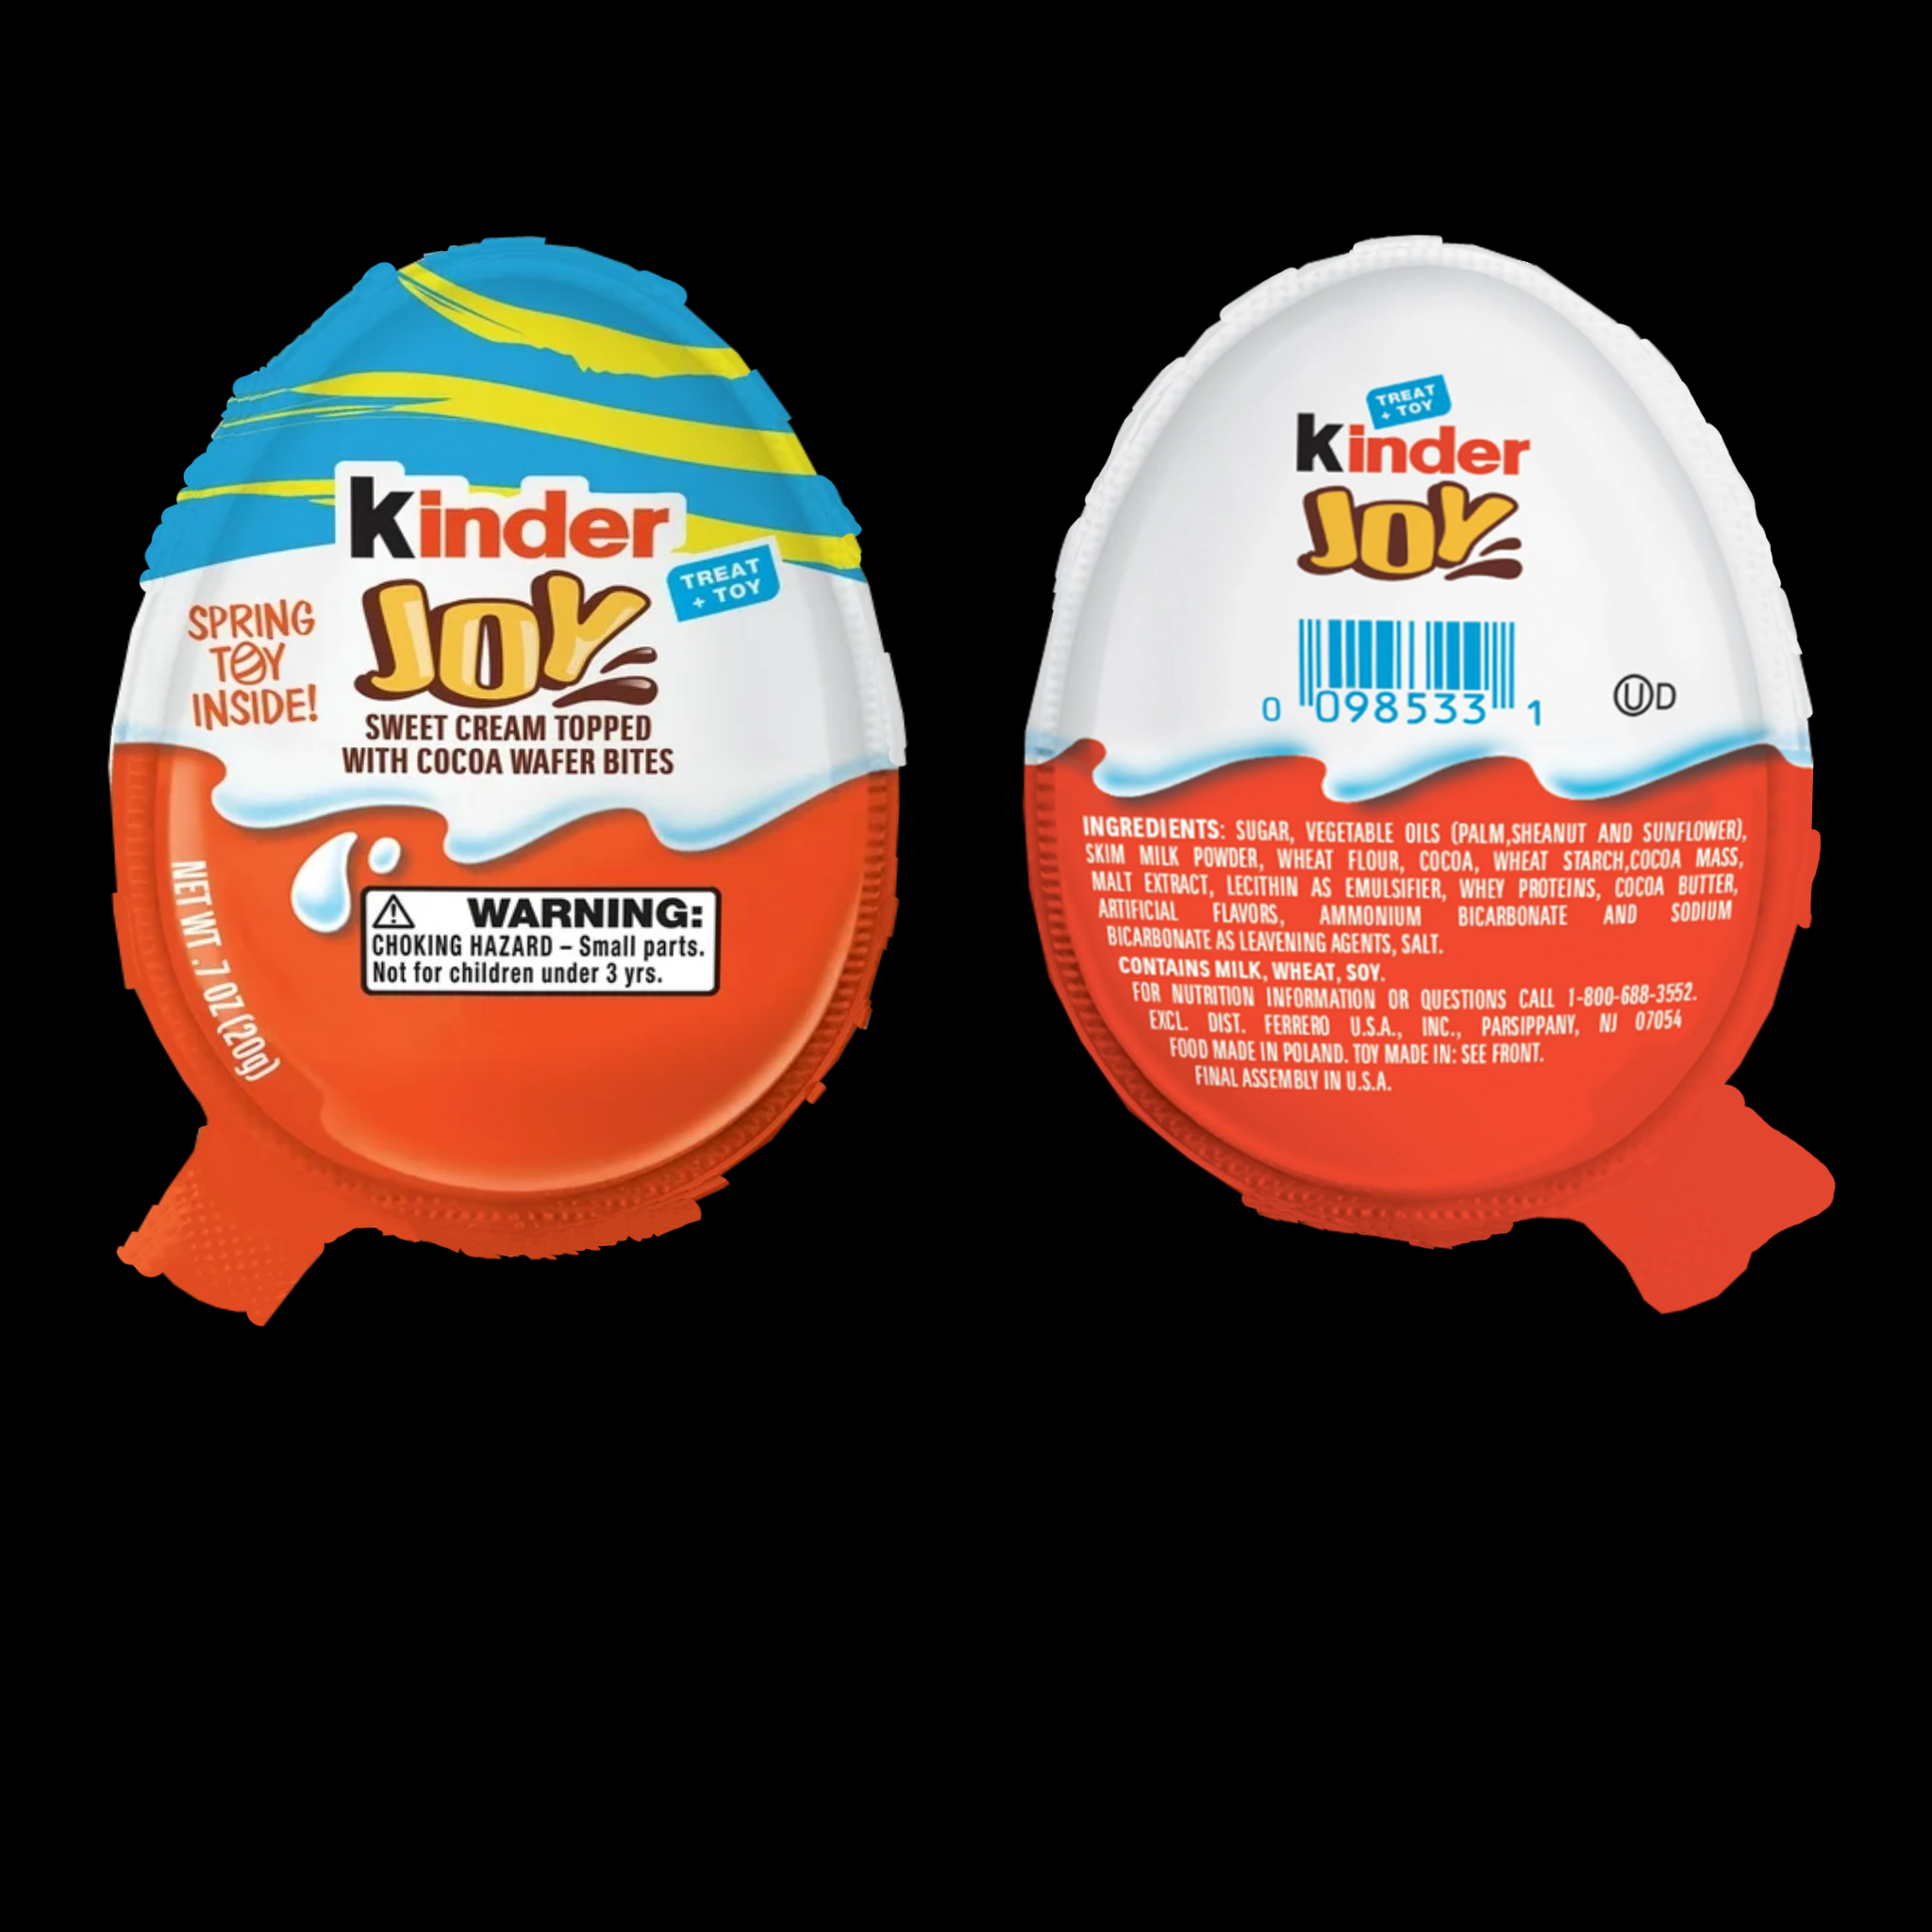 kinder
JOY
TREAT
+ TOY
SPRING
TOY
INSIDE!
SWEET CREAM TOPPED
WITH COCOA WAFER BITES
NET WT .7 OZ (20g)
WARNING:
CHOKING HAZARD – Small parts.
Not for children under 3 yrs.
TREAT
+ TOY
kinder
JOY
0 098533 1
UD
INGREDIENTS: SUGAR, VEGETABLE OILS (PALM,SHEANUT AND SUNFLOWER),
SKIM MILK POWDER, WHEAT FLOUR, COCOA, WHEAT STARCH,COCOA MASS,
MALT EXTRACT, LECITHIN AS EMULSIFIER, WHEY PROTEINS, COCOA BUTTER,
ARTIFICIAL FLAVORS, AMMONIUM BICARBONATE AND SODIUM
BICARBONATE AS LEAVENING AGENTS, SALT.
CONTAINS MILK, WHEAT, SOY.
FOR NUTRITION INFORMATION OR QUESTIONS CALL 1-800-688-3552.
EXCL. DIST. FERRERO U.S.A., INC., PARSIPPANY, NJ 07054
FOOD MADE IN POLAND. TOY MADE IN: SEE FRONT.
FINAL ASSEMBLY IN U.S.A.